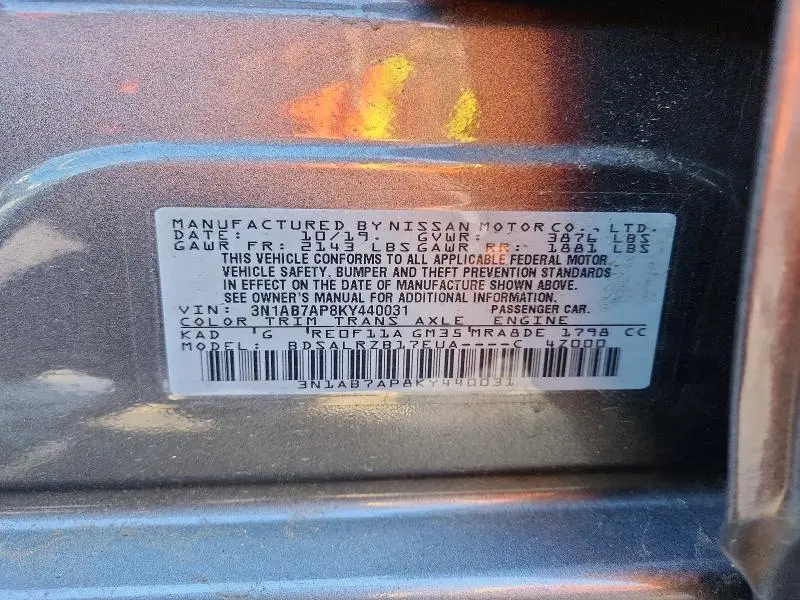 MANUFACTURED BY NISSAN MOTOR CO., LTD.
DATE: 10/19. GVWR: 3876 LBS
GAWR FR: 2143 LBS GAWR RR: 1881 LBS
THIS VEHICLE CONFORMS TO ALL APPLICABLE FEDERAL MOTOR
VEHICLE SAFETY. BUMPER AND THEFT PREVENTION STANDARDS
IN EFFECT ON THE DATE OF MANUFACTURE SHOWN ABOVE.
SEE OWNER'S MANUAL FOR ADDITIONAL INFORMATION.
VIN: 3N1AB7AP8KY440031 PASSENGER CAR.
COLOR TRIM TRANS AXLE ENGINE
KAD 'G RE0F11A GM35 MRA8DE 1798 CC
MODEL: BDSALRZB17EUA----C 4Z000
3N1AB7AP8KY440031